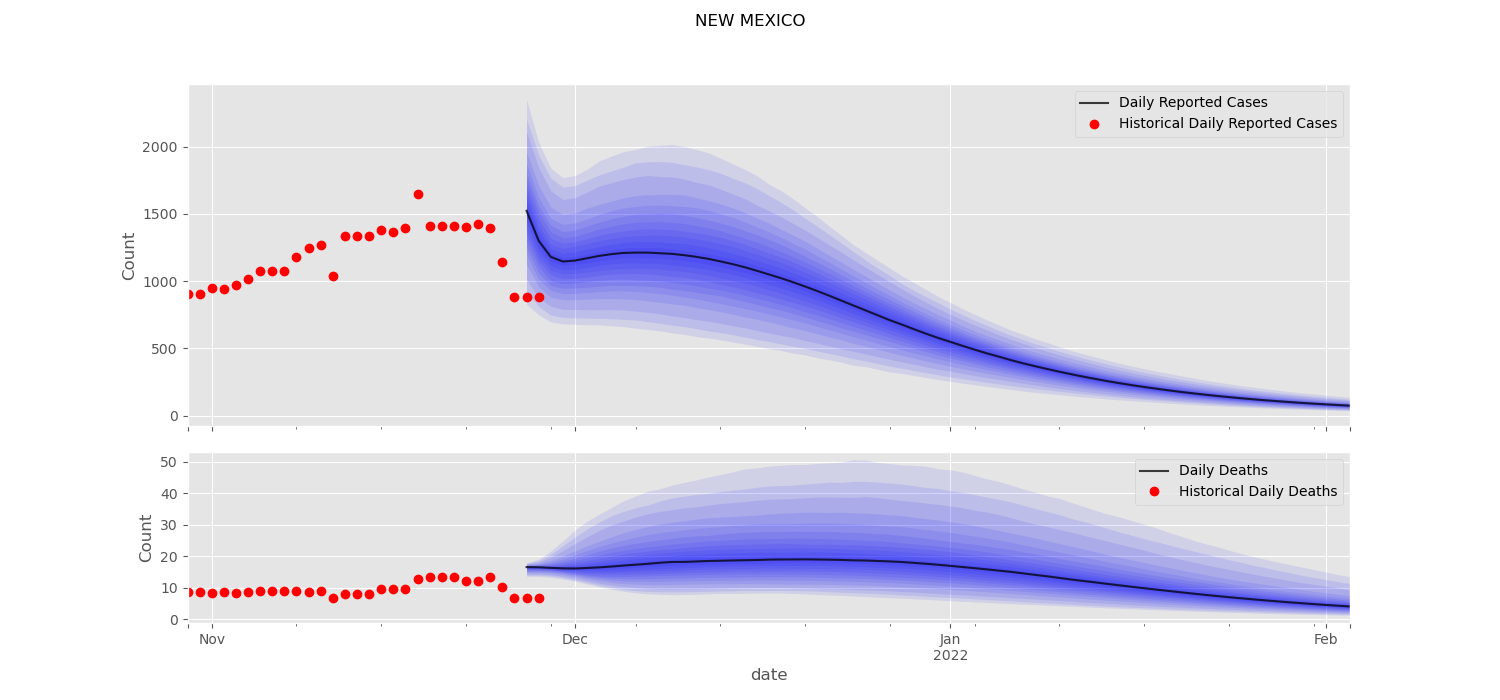 NEW MEXICO
Daily Reported Cases
Historical Daily Reported Cases
Count
2000
1500
1000
500
0
Daily Deaths
Historical Daily Deaths
Count
50
40
30
20
10
0
Nov
Dec
Jan
2022
Feb
date